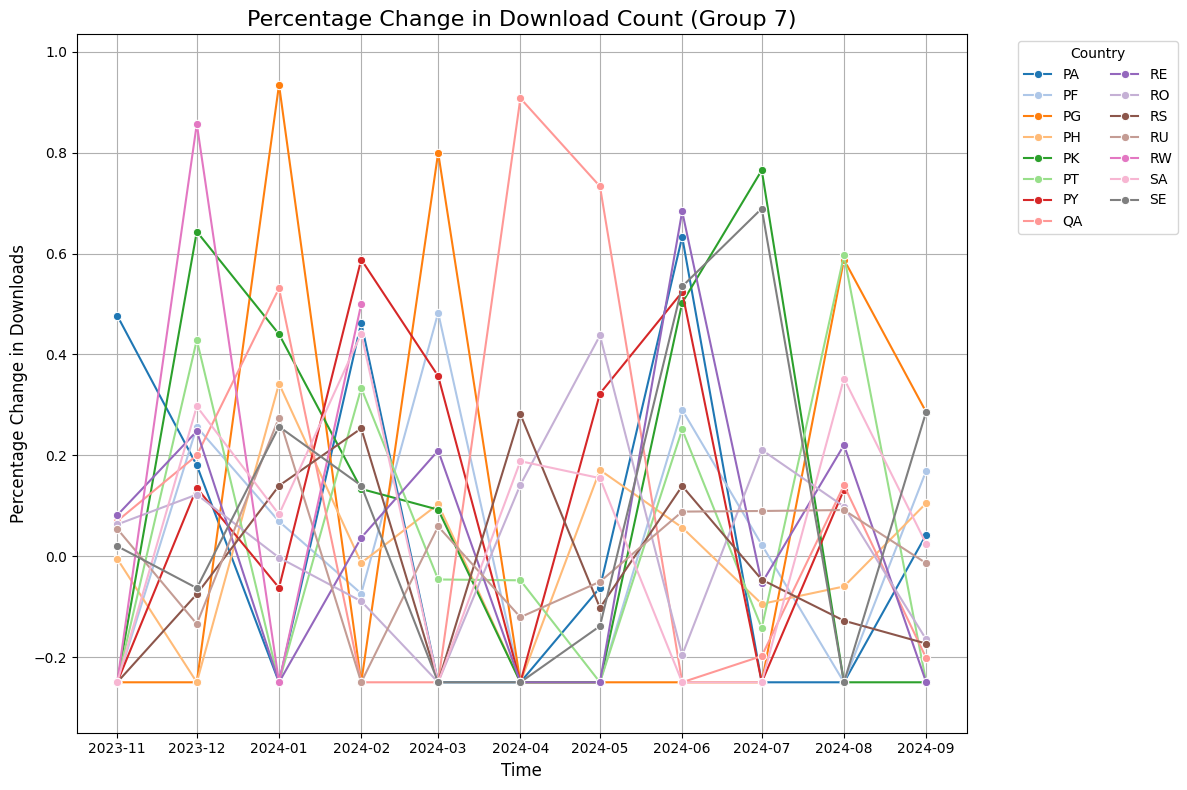 Percentage Change in Download Count (Group 7)
Percentage Change in Downloads
1.0
0.8
0.6
0.4
0.2
0.0
−0.2
2023-11 2023-12 2024-01 2024-02 2024-03 2024-04 2024-05 2024-06 2024-07 2024-08 2024-09
Time
Country
PA RE
PF RO
PG RS
PH RU
PK RW
PT SA
PY SE
QA